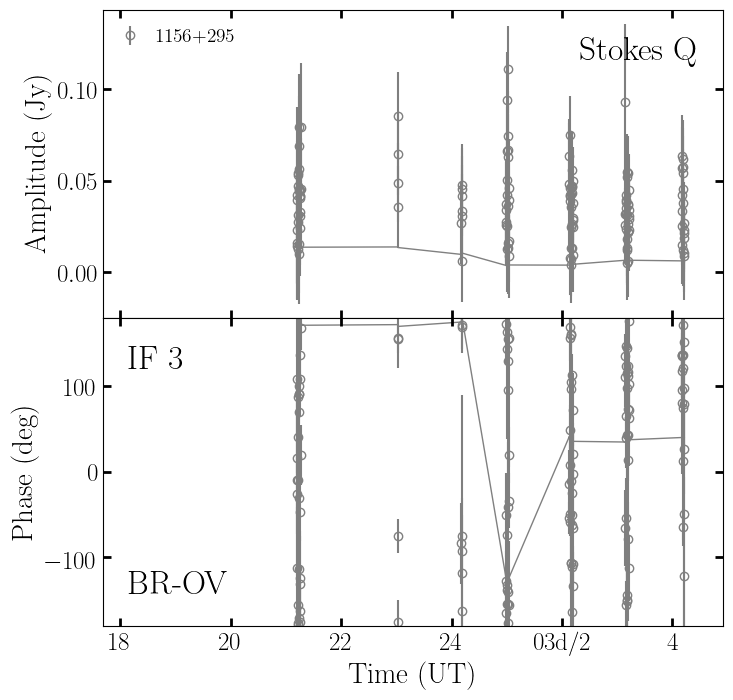 1156+295
Stokes Q
Amplitude (Jy)
0.10
0.05
0.00
IF 3
BR-OV
Phase (deg)
100
0
−100
18 20 22 24 03d/2 4
Time (UT)